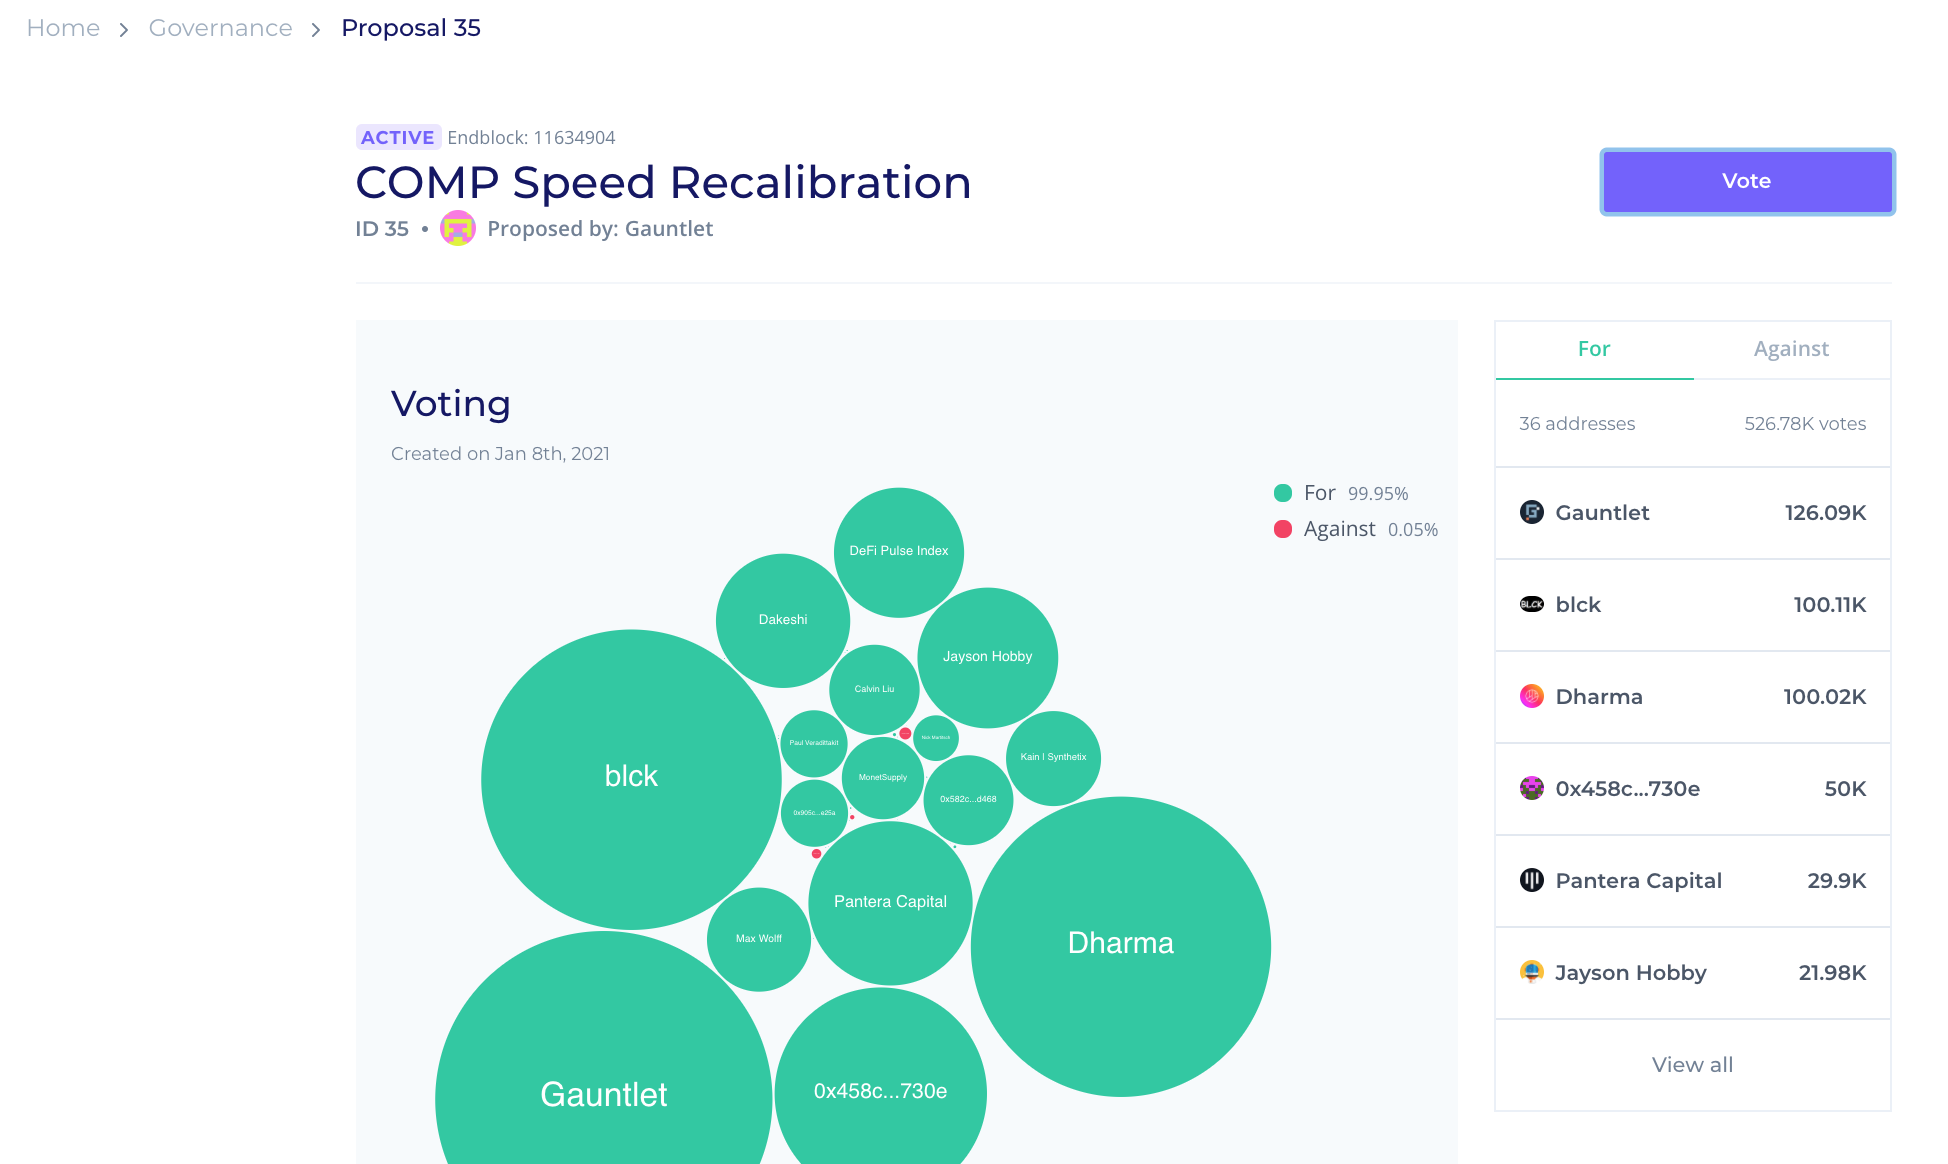 Home > Governance > Proposal 35
ACTIVE Endblock: 11634904
COMP Speed Recalibration
ID 35 • Proposed by: Gauntlet
Vote
Voting
Created on Jan 8th, 2021
For 99.95%
Against 0.05%
DeFi Pulse Index
Dakeshi
Jayson Hobby
Calvin Liu
Paul Veradittakit
Kain | Synthetix
blck
MonetSupply
0x582c...d468
0x905c...e25a
Pantera Capital
Max Wolff
Dharma
Gauntlet
0x458c...730e
For Against
36 addresses 526.78K votes
Gauntlet 126.09K
BLCK blck 100.11K
Dharma 100.02K
0x458c...730e 50K
Pantera Capital 29.9K
Jayson Hobby 21.98K
View all